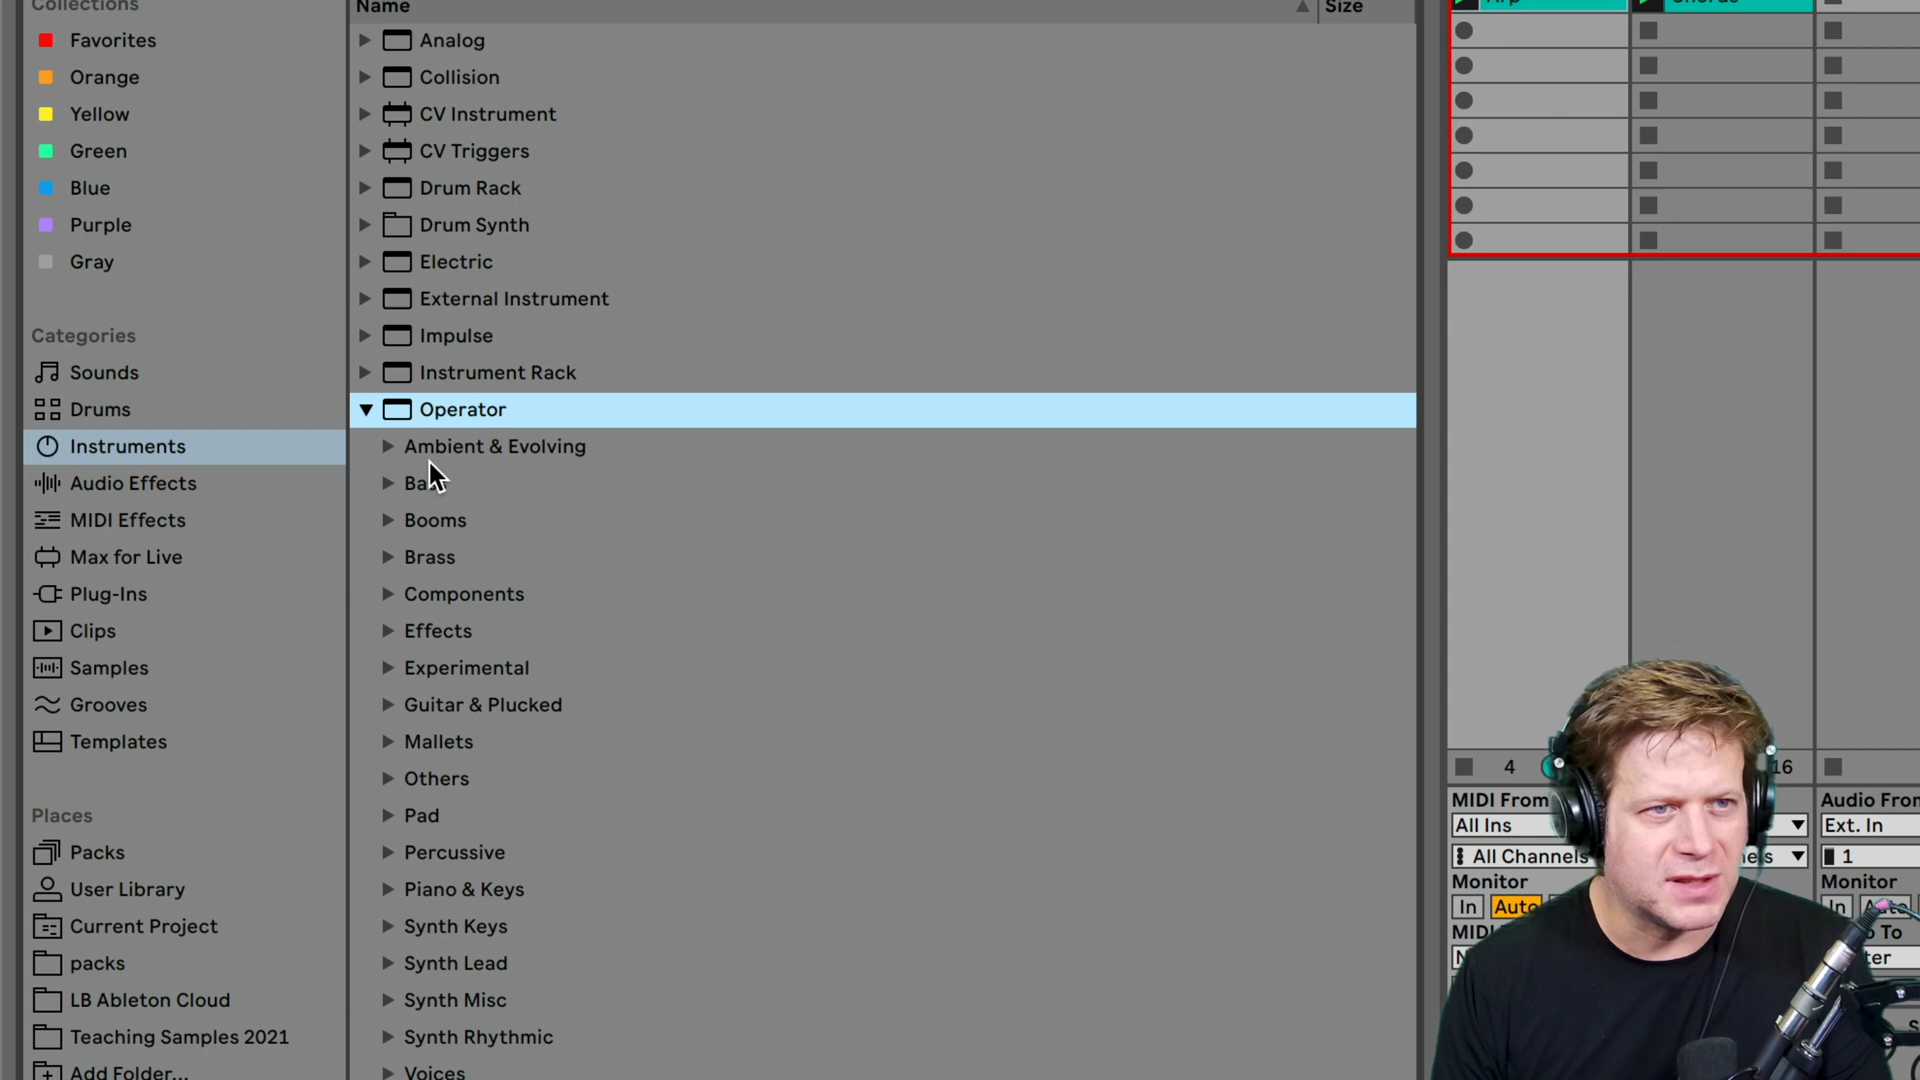 Collections
Favorites
Orange
Yellow
Green
Blue
Purple
Gray
Categories
Sounds
Drums
Instruments
Audio Effects
MIDI Effects
Max for Live
Plug-Ins
Clips
Samples
Grooves
Templates
Places
Packs
User Library
Current Project
packs
LB Ableton Cloud
Teaching Samples 2021
Add Folder...
Name
Size
Analog
Collision
CV Instrument
CV Triggers
Drum Rack
Drum Synth
Electric
External Instrument
Impulse
Instrument Rack
Operator
Ambient & Evolving
Booms
Brass
Components
Effects
Experimental
Guitar & Plucked
Mallets
Others
Pad
Percussive
Piano & Keys
Synth Keys
Synth Lead
Synth Misc
Synth Rhythmic
Voices
4
16
MIDI From
All Ins
All Channels
Monitor
In Auto
Audio From
Ext. In
1
Monitor
In Auto
To